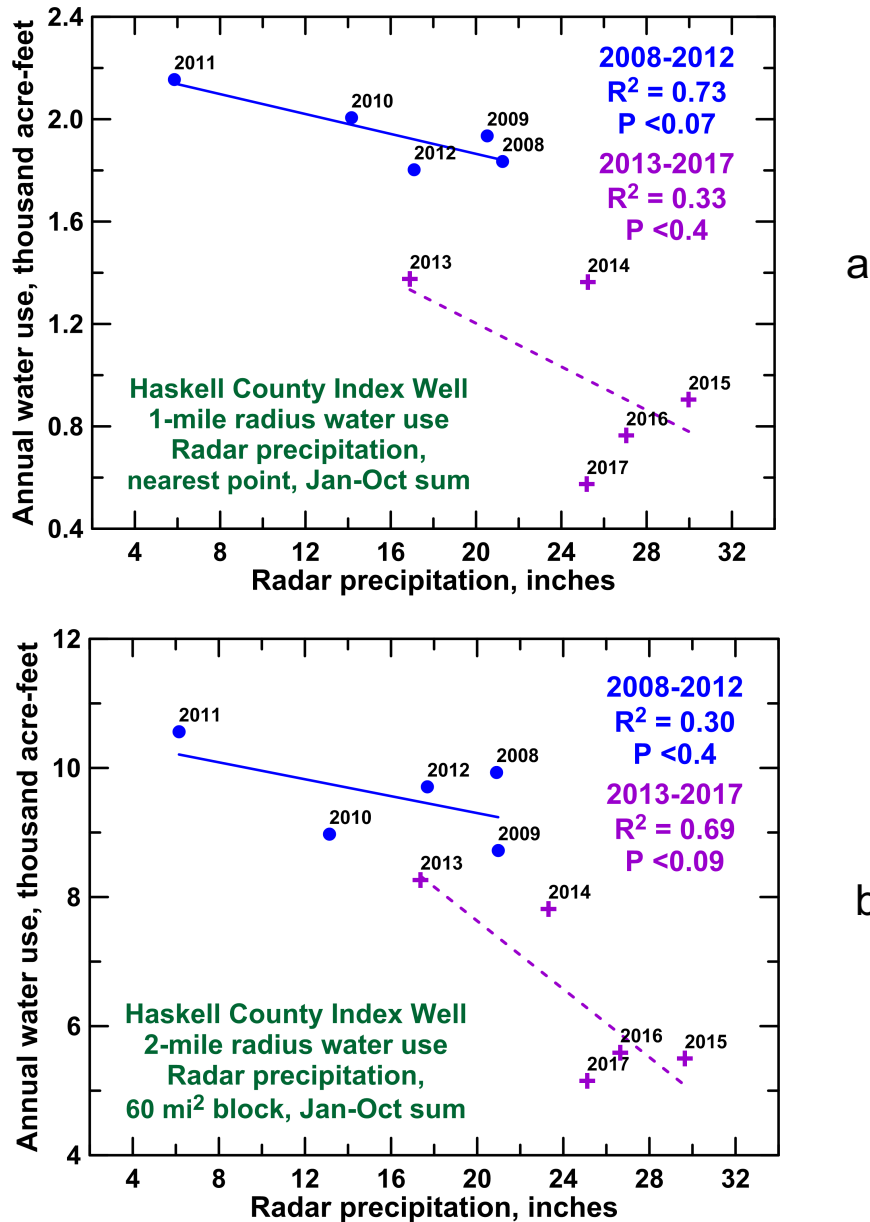 2.4
2.0
1.6
1.2
0.8
0.4
Annual water use, thousand acre-feet
2011
2010
2009
2012
2008
2013
2014
2015
2016
2017
2008-2012
R² = 0.73
P <0.07
2013-2017
R² = 0.33
P <0.4
Haskell County Index Well
1-mile radius water use
Radar precipitation,
nearest point, Jan-Oct sum
4 8 12 16 20 24 28 32
Radar precipitation, inches
a
12
10
8
6
4
Annual water use, thousand acre-feet
2011
2008
2012
2010
2009
2013
2014
2016
2015
2017
2008-2012
R² = 0.30
P <0.4
2013-2017
R² = 0.69
P <0.09
Haskell County Index Well
2-mile radius water use
Radar precipitation,
60 mi² block, Jan-Oct sum
4 8 12 16 20 24 28 32
Radar precipitation, inches
b